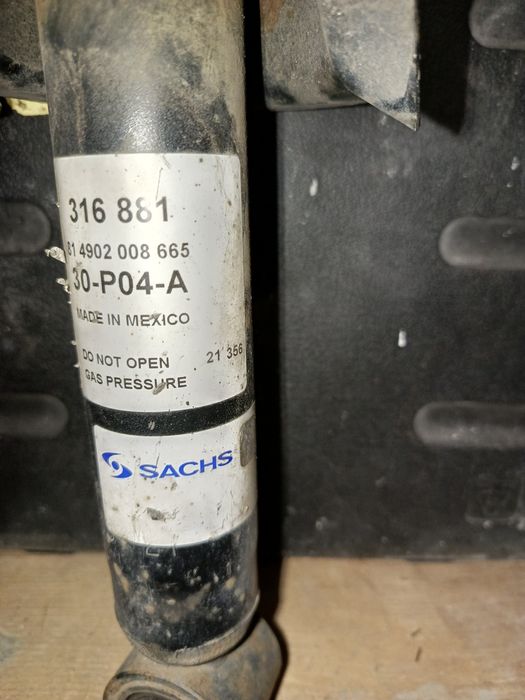 316 881
81 4902 008 665
30-P04-A
MADE IN MEXICO
DO NOT OPEN 21 356
GAS PRESSURE
SACHS